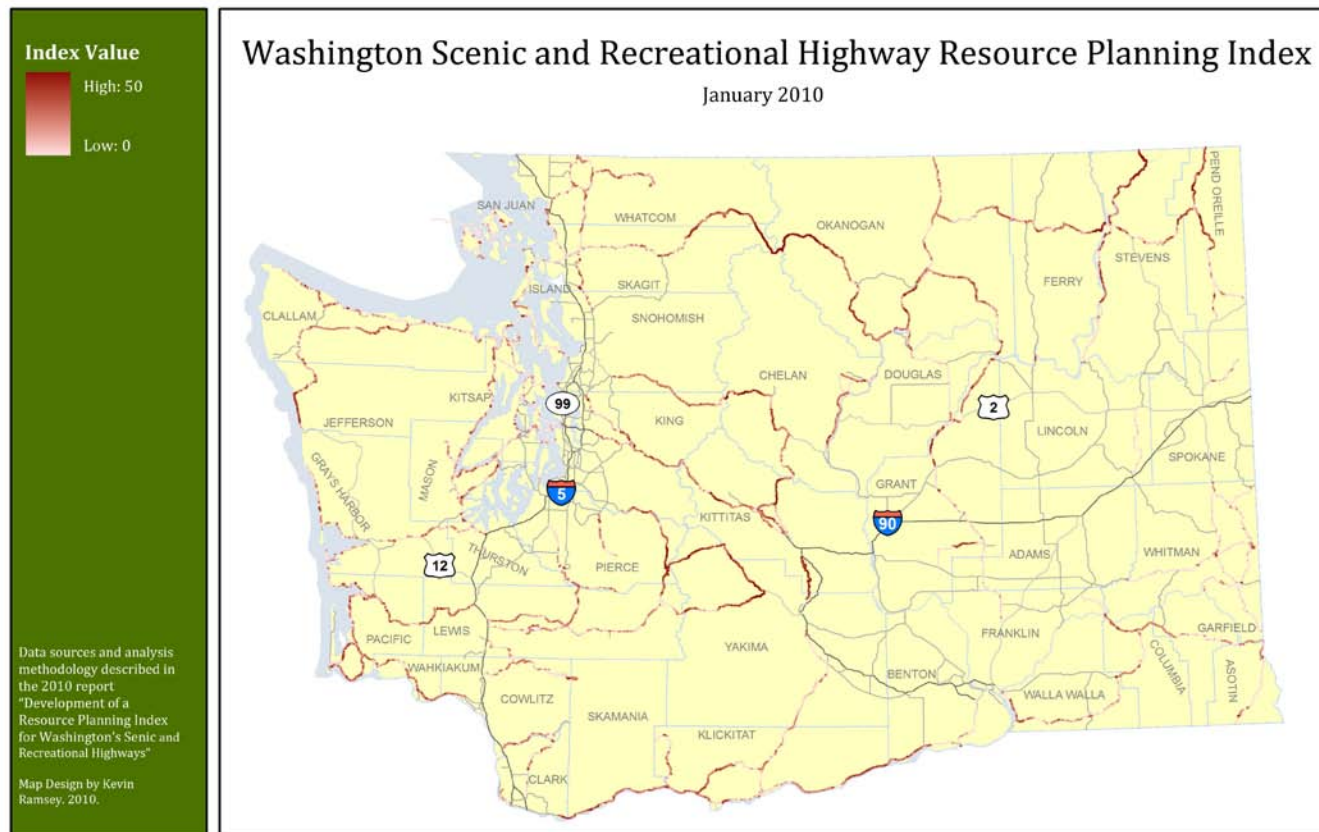 Index Value
High: 50
Low: 0
Data sources and analysis
methodology described in
the 2010 report
"Development of a
Resource Planning Index
for Washington's Senic and
Recreational Highways"
Map Design by Kevin
Ramsey. 2010.
Washington Scenic and Recreational Highway Resource Planning Index
January 2010
SAN JUAN
WHATCOM
OKANOGAN
PEND OREILLE
STEVENS
FERRY
ISLAND
SKAGIT
CLALLAM
SNOHOMISH
CHELAN
DOUGLAS
KITSAP
99
2
JEFFERSON
KING
LINCOLN
GRAYS HARBOR
MASON
SPOKANE
5
GRANT
KITTITAS
90
12
THURSTON
PIERCE
ADAMS
WHITMAN
PACIFIC
LEWIS
FRANKLIN
GARFIELD
YAKIMA
WAHKIAKUM
BENTON
COLUMBIA
ASOTIN
COWLITZ
WALLA WALLA
SKAMANIA
KLICKITAT
CLARK